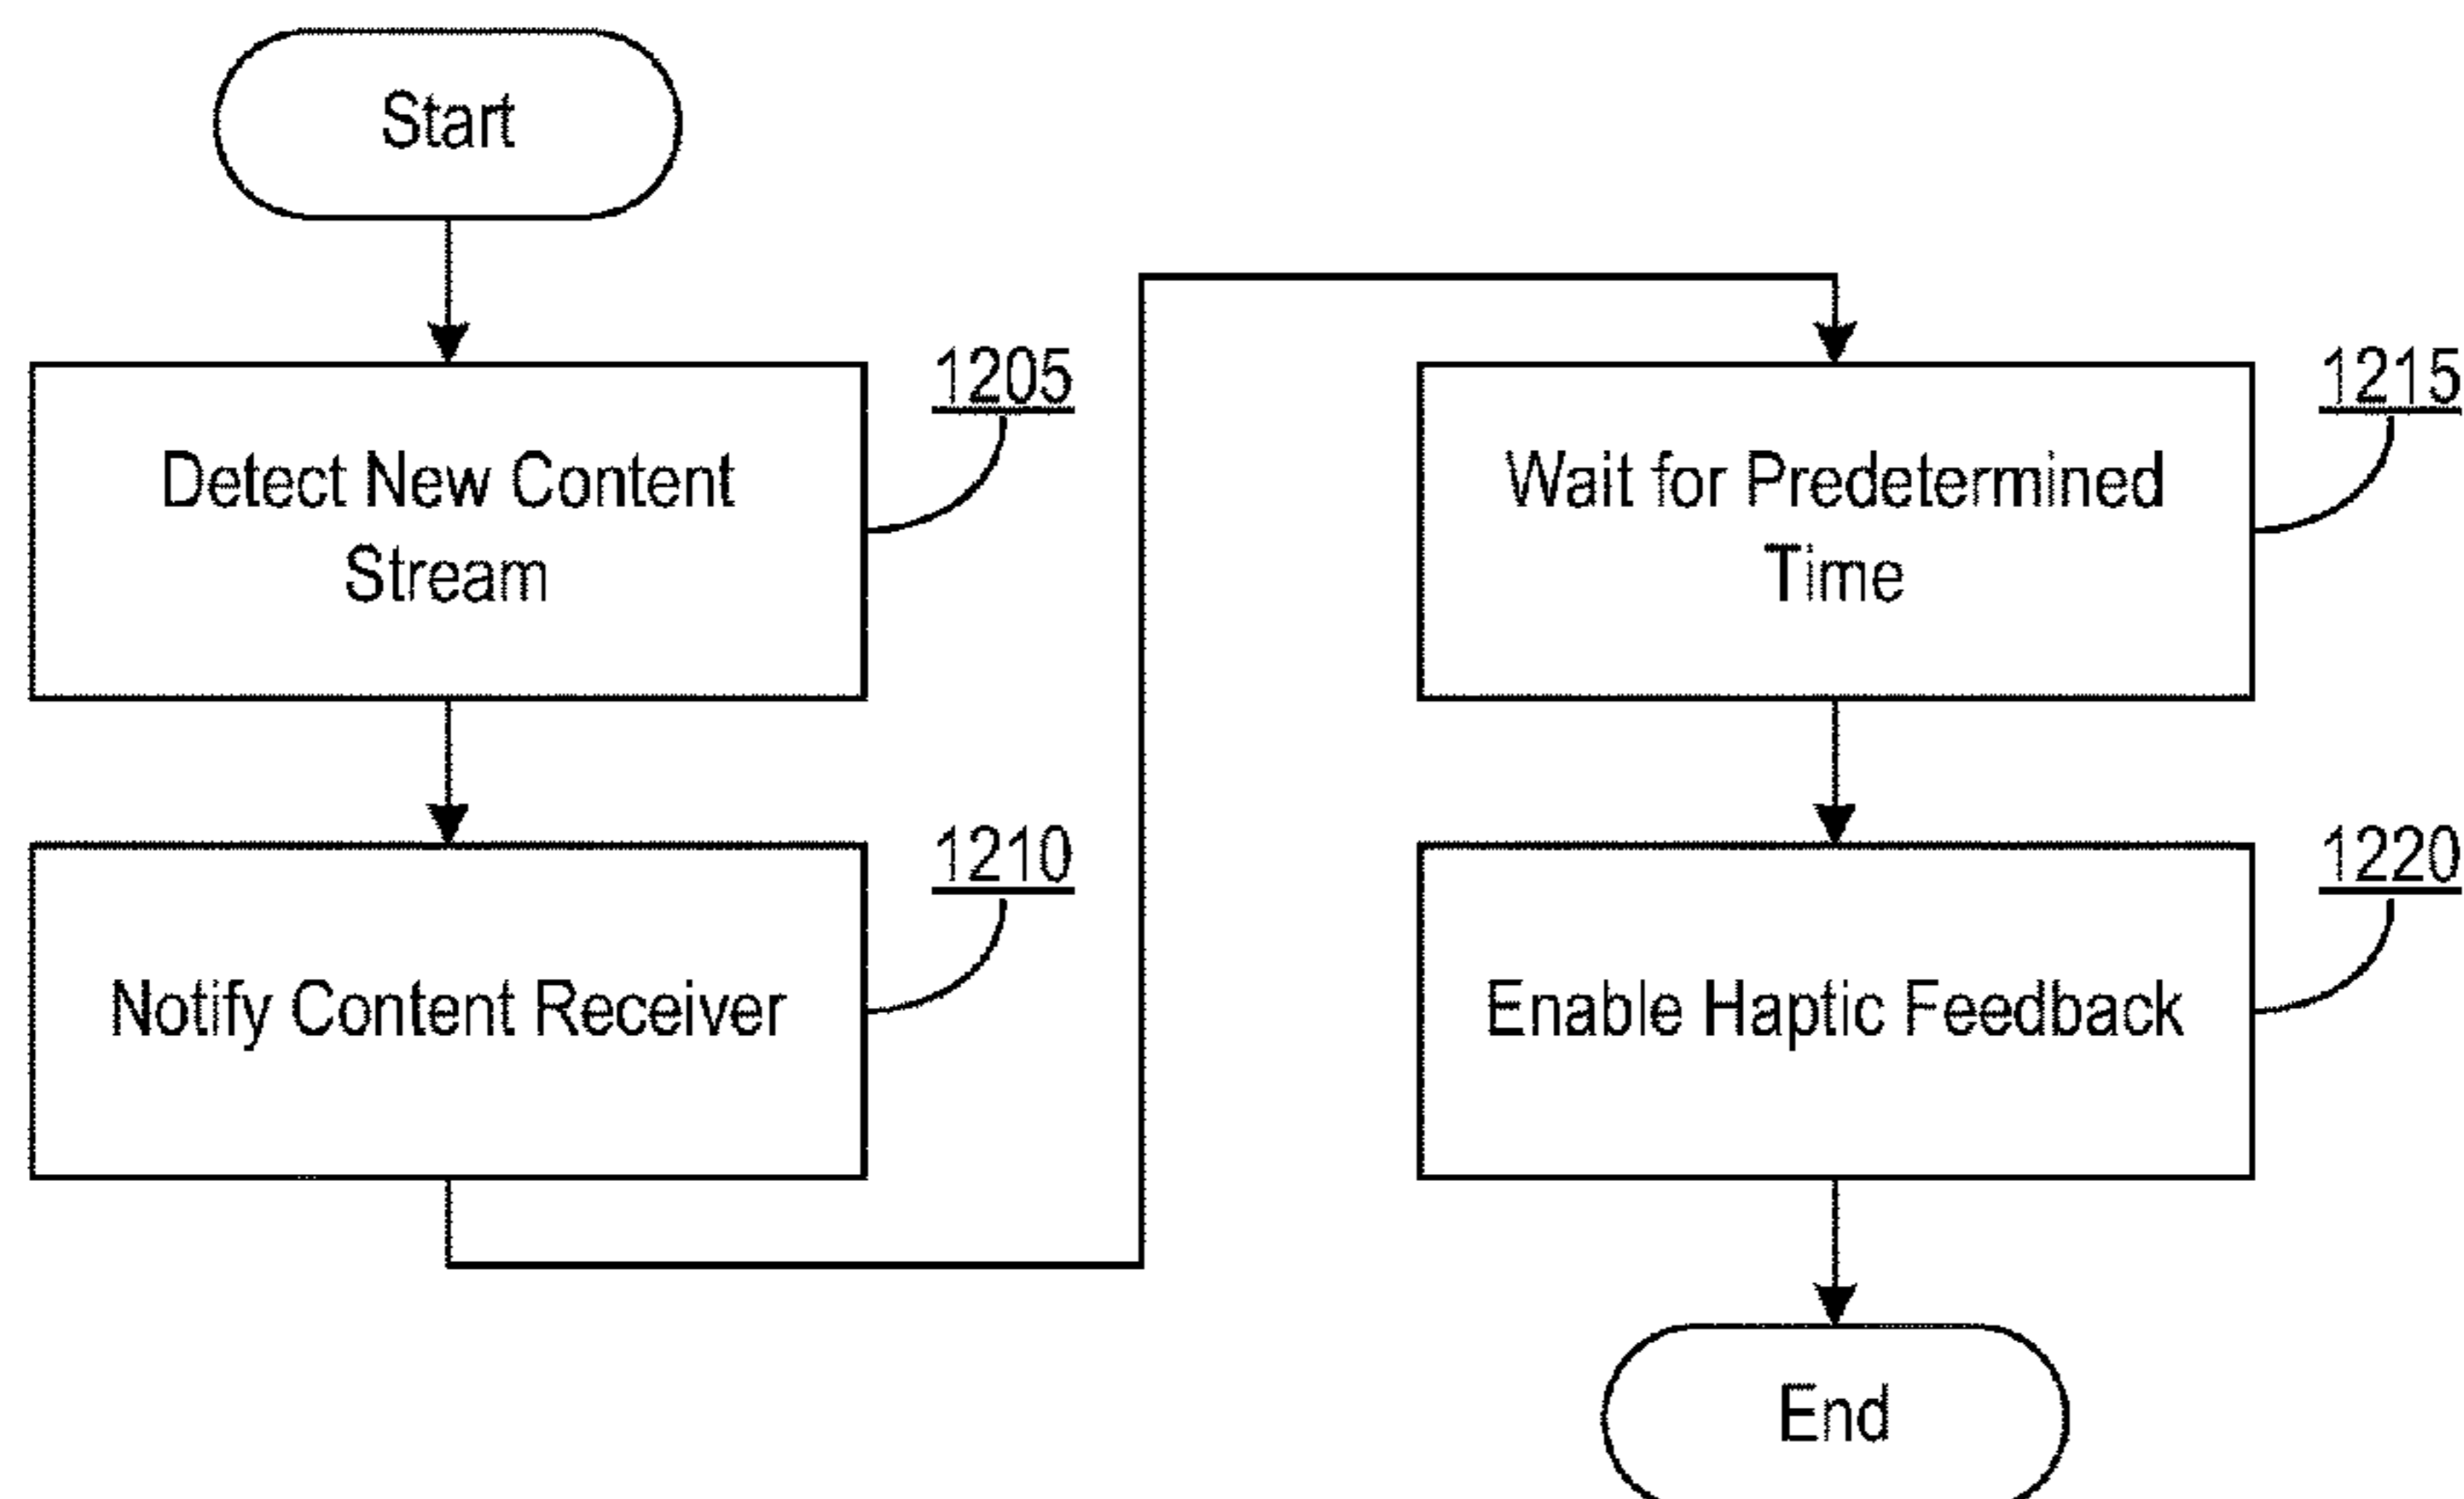 Start
1205
Detect New Content
Stream
1210
Notify Content Receiver
1215
Wait for Predetermined
Time
1220
Enable Haptic Feedback
End